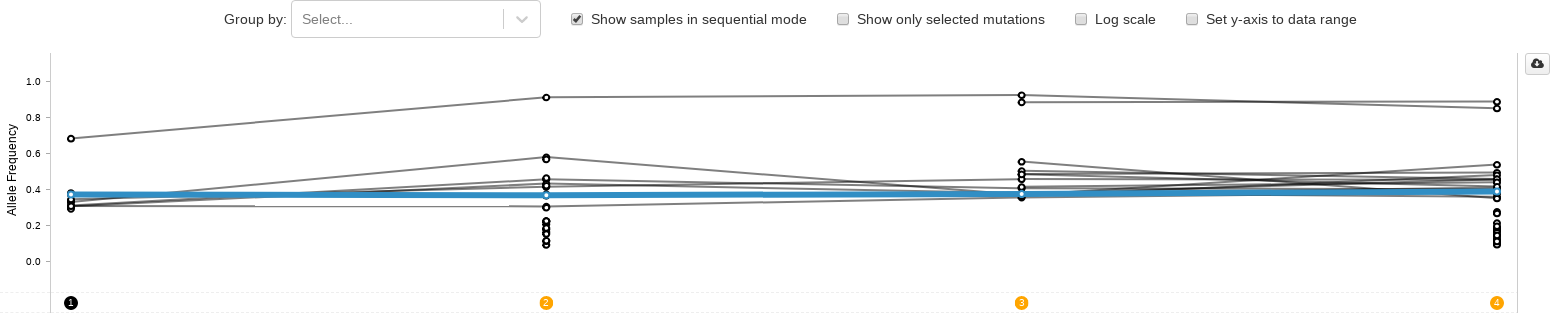 Group by: Select... Show samples in sequential mode Show only selected mutations Log scale Set y-axis to data range
Allele Frequency
1.0
0.8
0.6
0.4
0.2
0.0
1 2 3 4